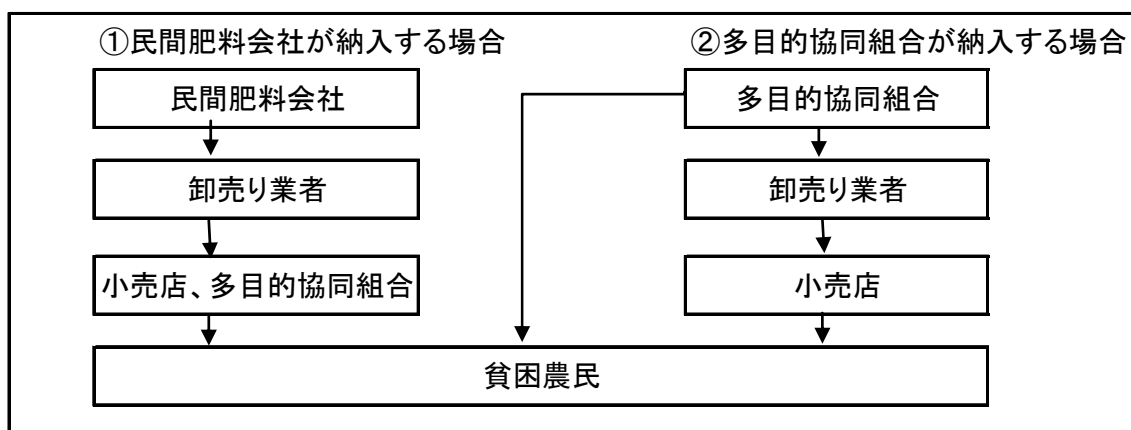 ①民間肥料会社が納入する場合
②多目的協同組合が納入する場合
民間肥料会社
多目的協同組合
卸売り業者
卸売り業者
小売店、多目的協同組合
小売店
貧困農民